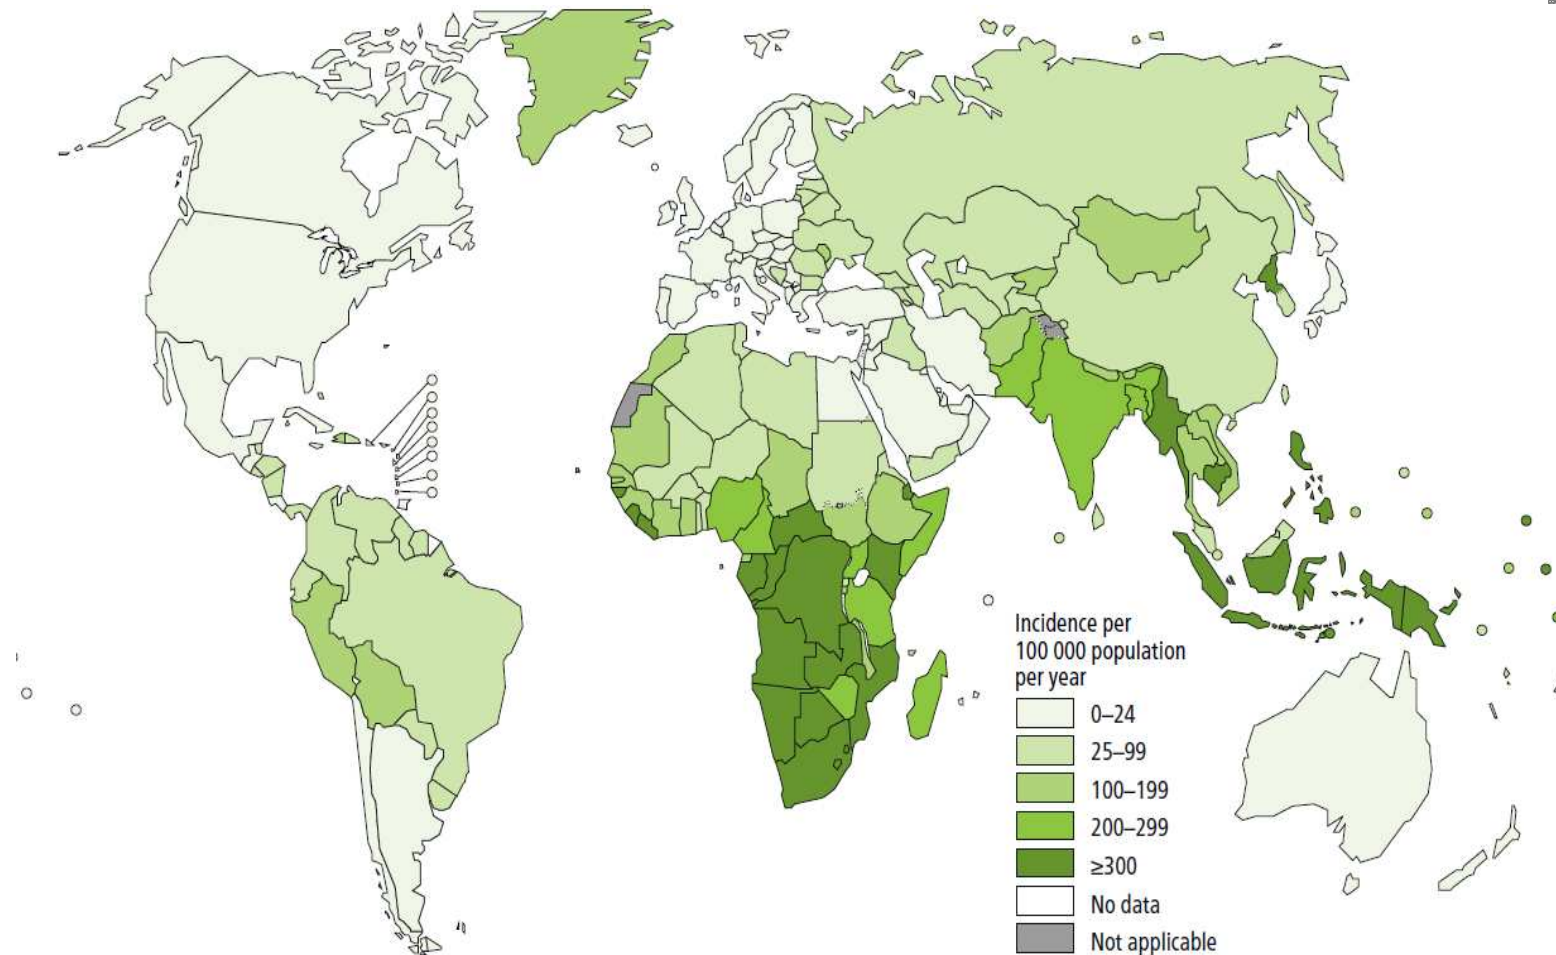 Incidence per
100 000 population
per year
0–24
25–99
100–199
200–299
≥300
No data
Not applicable